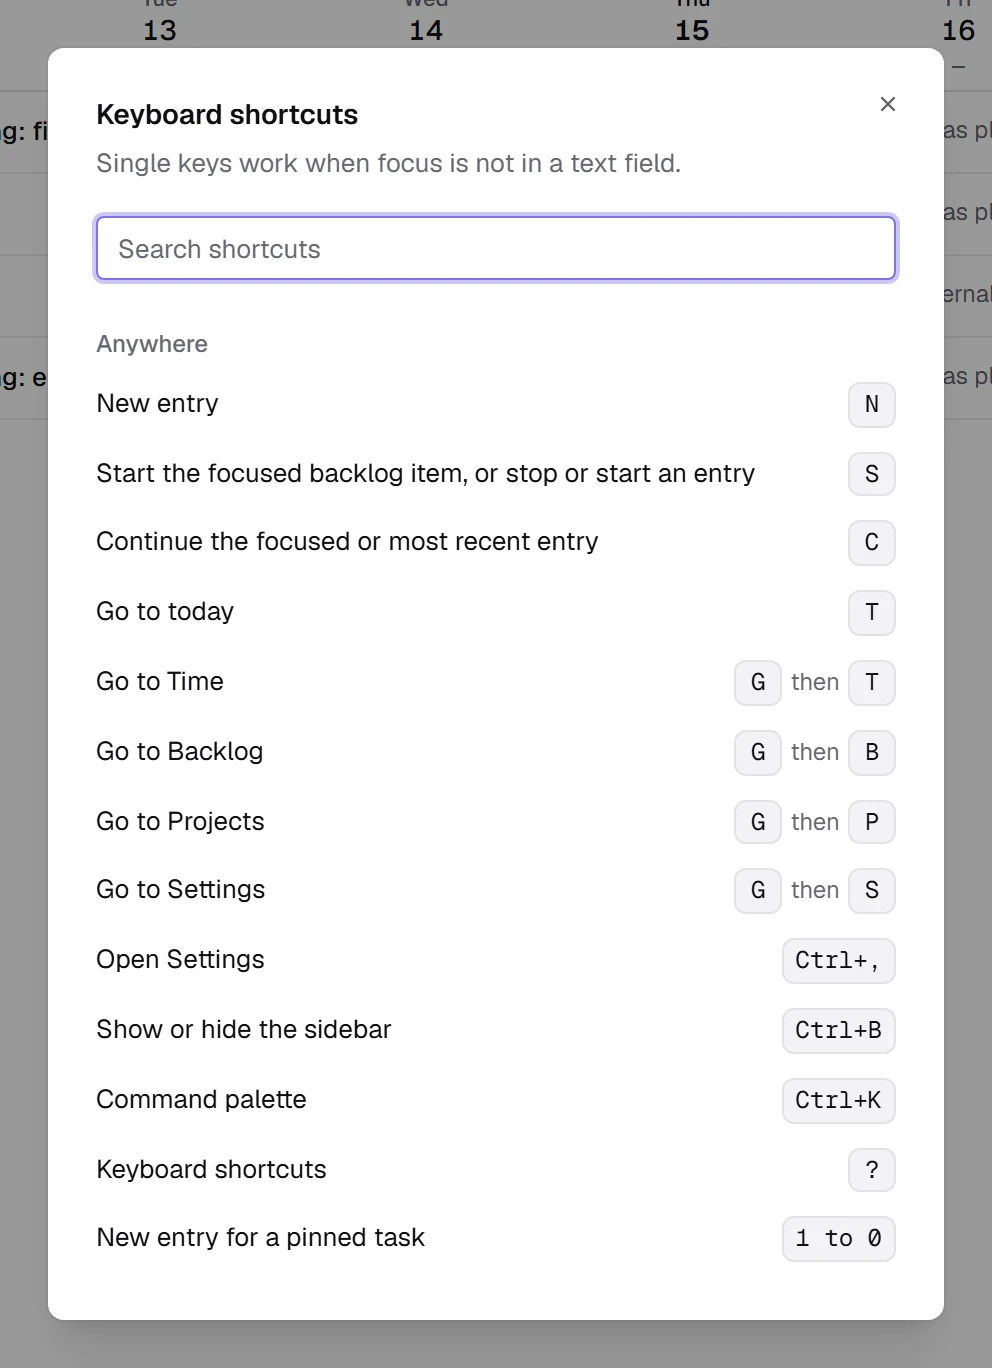 Tue Wed Thu Fri
13 14 15 16
–
Keyboard shortcuts
Single keys work when focus is not in a text field.
Search shortcuts
Anywhere
New entry N
Start the focused backlog item, or stop or start an entry S
Continue the focused or most recent entry C
Go to today T
Go to Time G then T
Go to Backlog G then B
Go to Projects G then P
Go to Settings G then S
Open Settings Ctrl+,
Show or hide the sidebar Ctrl+B
Command palette Ctrl+K
Keyboard shortcuts ?
New entry for a pinned task 1 to 0